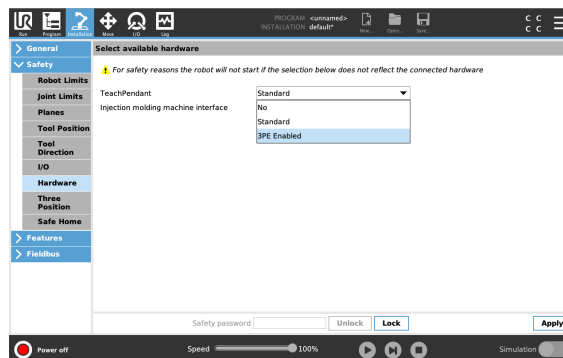 UR
Run
Program
Installation
Move
I/O
Log
PROGRAM <unnamed>
INSTALLATION default*
New...
Open...
Save...
C C
C C
General
Safety
Robot Limits
Joint Limits
Planes
Tool Position
Tool
Direction
I/O
Hardware
Three
Position
Safe Home
Features
Fieldbus
Select available hardware
For safety reasons the robot will not start if the selection below does not reflect the connected hardware
TeachPendant Standard
Injection molding machine interface
No
Standard
3PE Enabled
Safety password Unlock Lock Apply
Power off Speed 100% Simulation